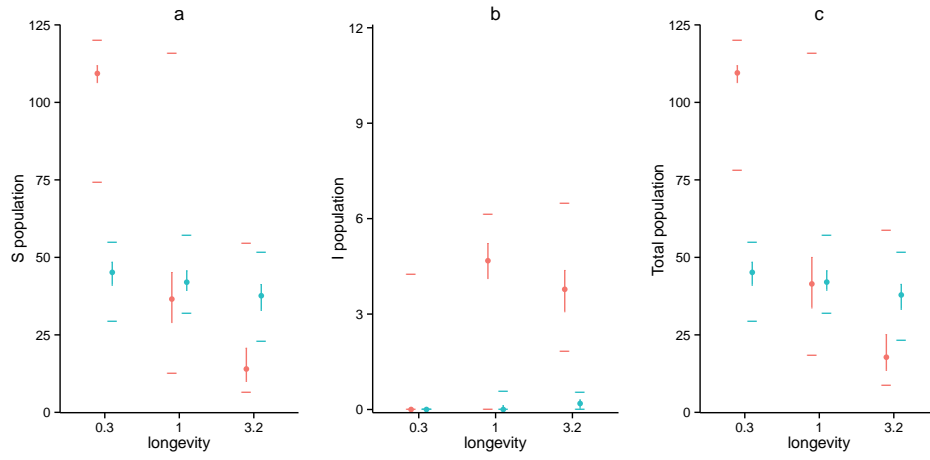 a
S population
125
100
75
50
25
0
0.3 1 3.2
longevity
b
I population
12
9
6
3
0
0.3 1 3.2
longevity
c
Total population
125
100
75
50
25
0
0.3 1 3.2
longevity